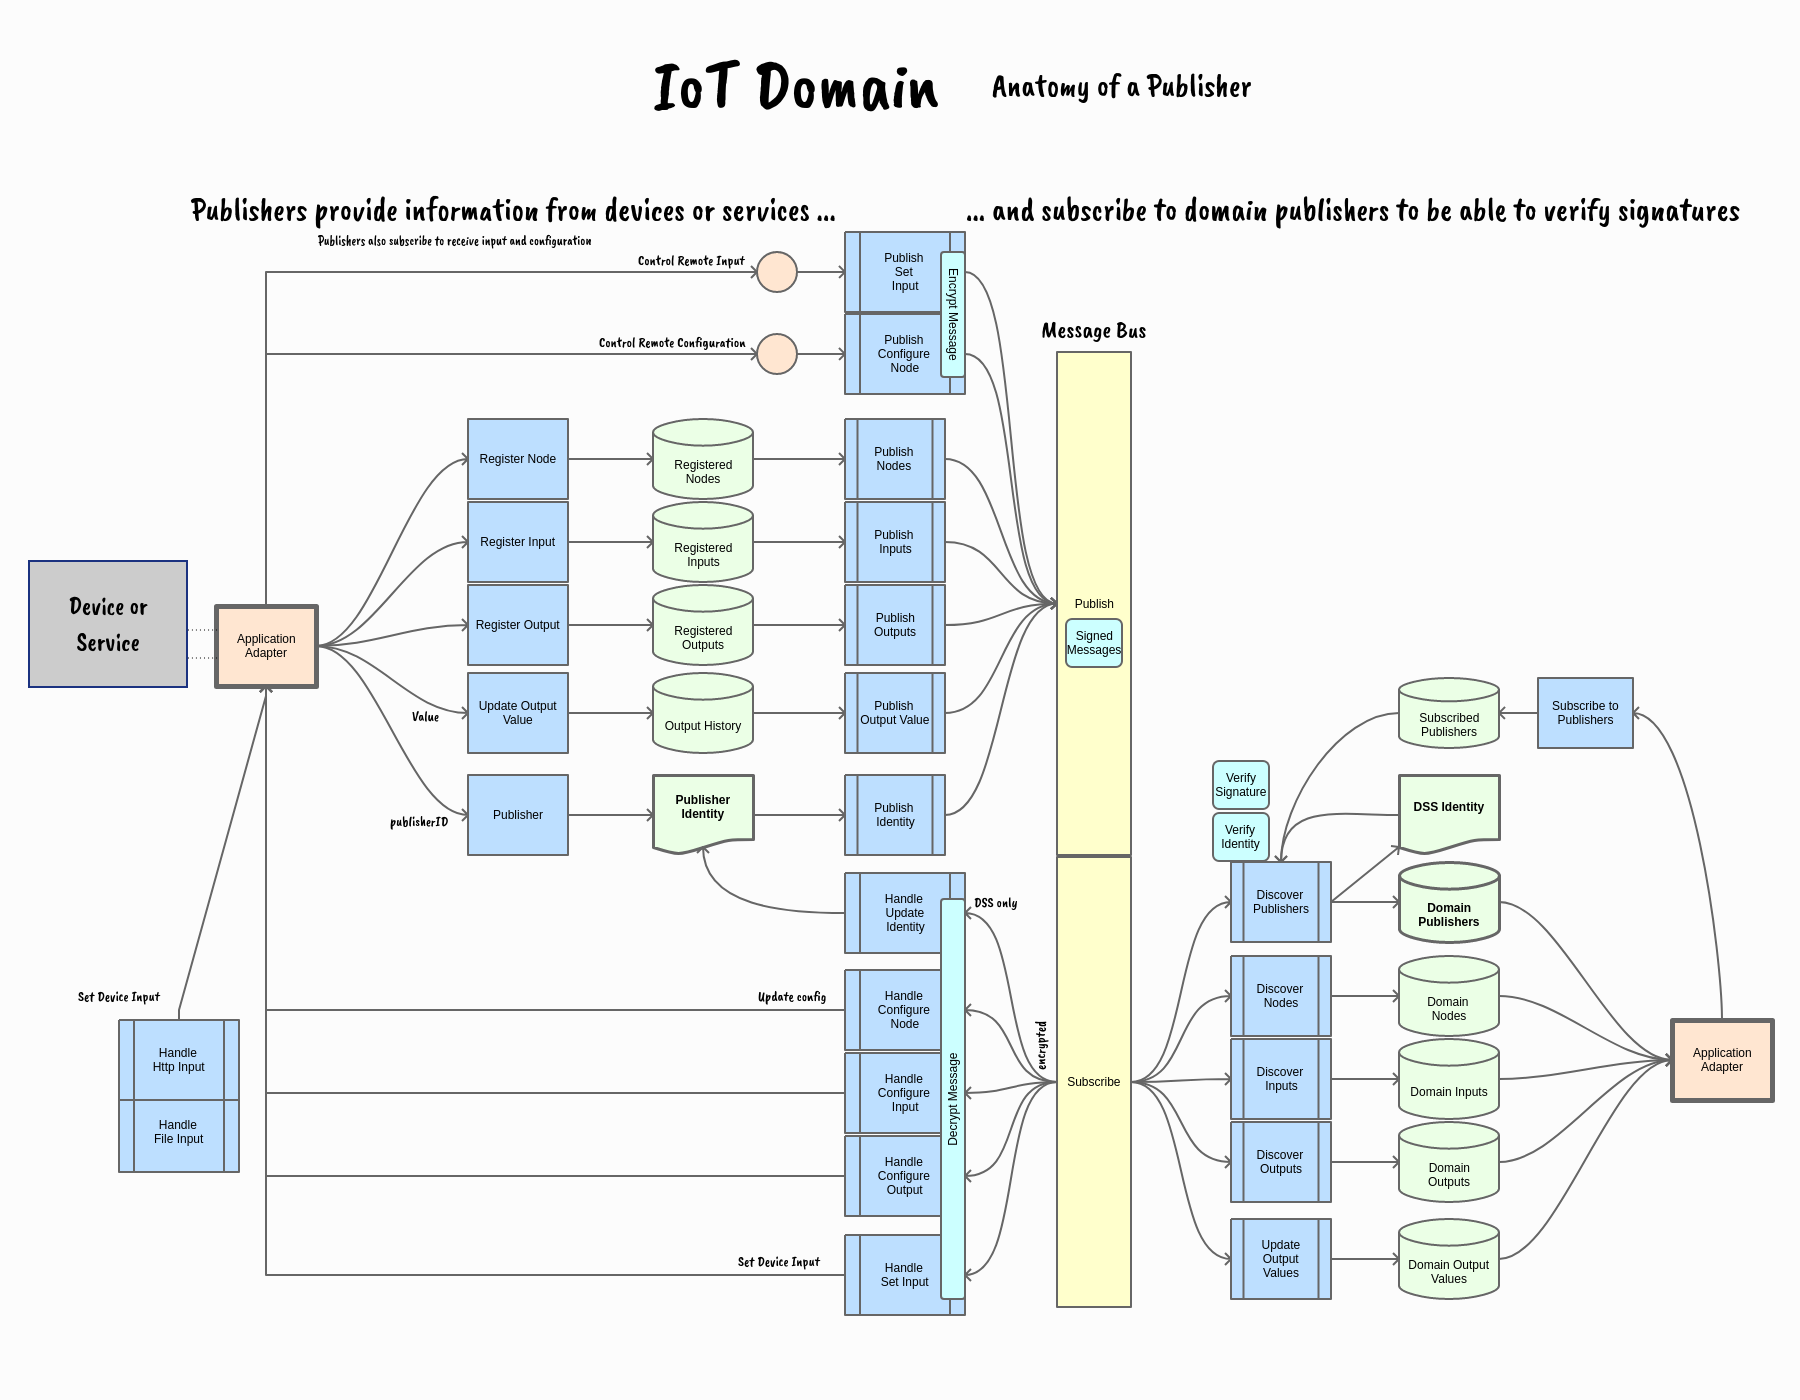 IoT Domain
Anatomy of a Publisher
Publishers provide information from devices or services ...
... and subscribe to domain publishers to be able to verify signatures
Publishers also subscribe to receive input and configuration
Control Remote Input
Publish
Set
Input
Encrypt Message
Control Remote Configuration
Publish
Configure
Node
Message Bus
Register Node
Registered
Nodes
Publish
Nodes
Register Input
Registered
Inputs
Publish
Inputs
Device or
Service
Application
Adapter
Register Output
Registered
Outputs
Publish
Outputs
Publish
Signed
Messages
Value
Update Output
Value
Output History
Publish
Output Value
publisherID
Publisher
Publisher
Identity
Publish
Identity
Subscribed
Publishers
Subscribe to
Publishers
Verify
Signature
Verify
Identity
DSS Identity
Handle
Update
Identity
DSS only
Discover
Publishers
Domain
Publishers
Set Device Input
Update config
Handle
Configure
Node
encrypted
Discover
Nodes
Domain
Nodes
Handle
Http Input
Handle
File Input
Handle
Configure
Input
Decrypt Message
Subscribe
Discover
Inputs
Domain Inputs
Application
Adapter
Handle
Configure
Output
Discover
Outputs
Domain
Outputs
Set Device Input
Handle
Set Input
Update
Output
Values
Domain Output
Values